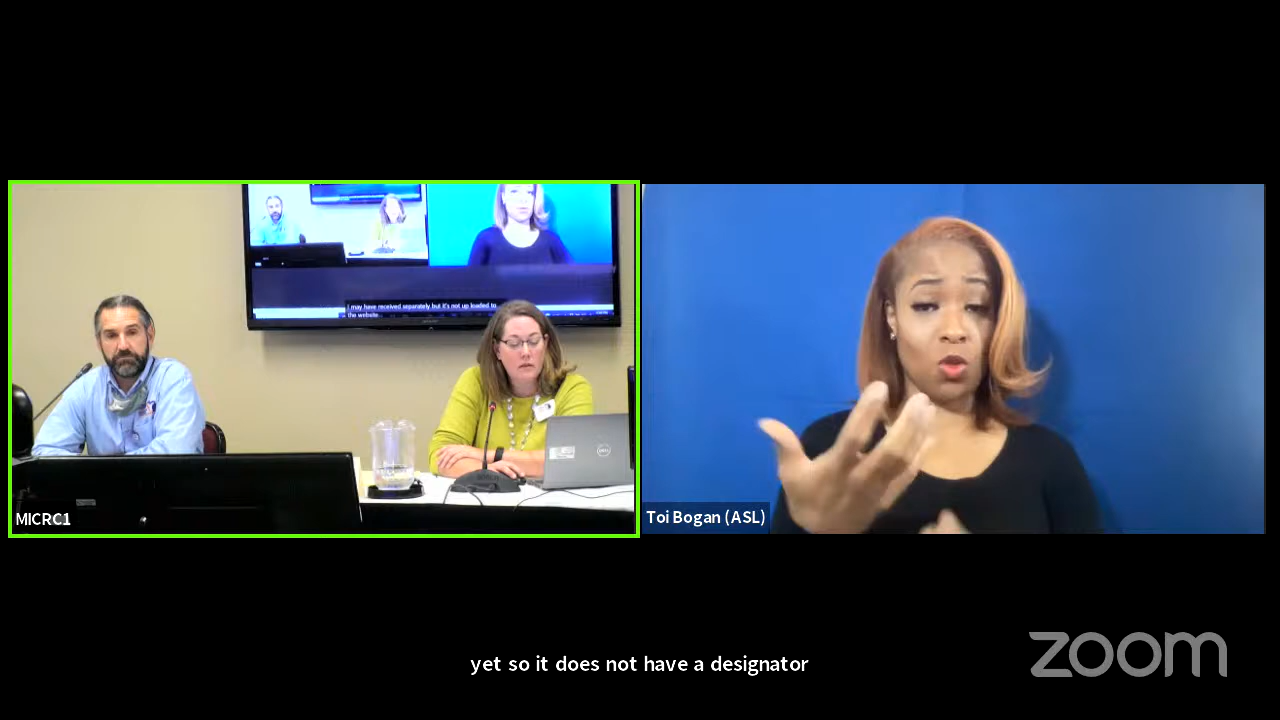 I may have received separately but it's not up loaded to
the website
DELL
MICRC1
Toi Bogan (ASL)
yet so it does not have a designator
zoom